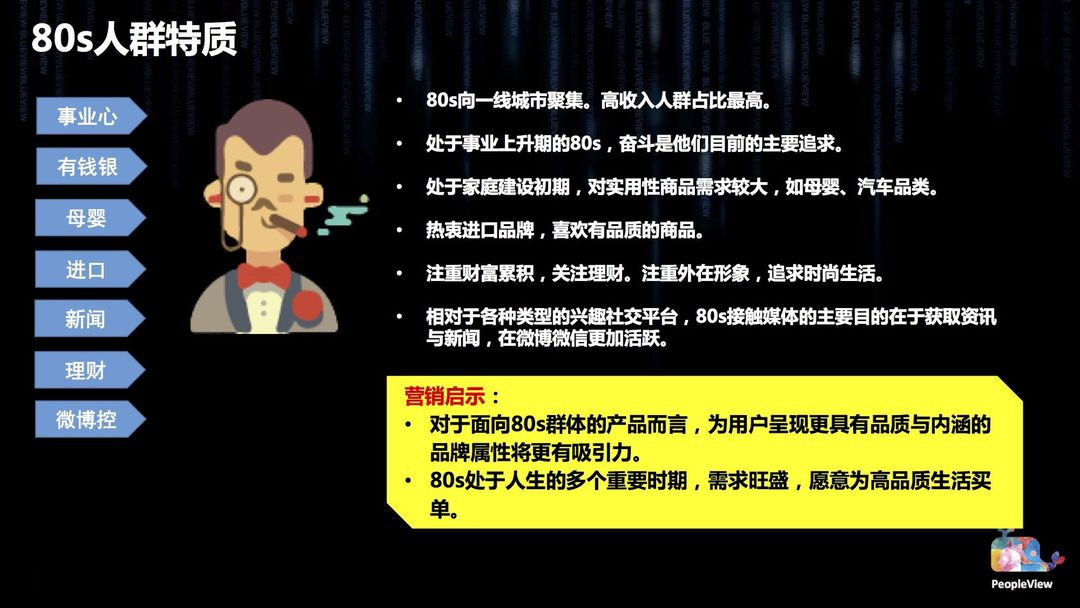 80s人群特质
事业心
有钱银
母婴
进口
新闻
理财
微博控
• 80s向一线城市聚集。高收入人群占比最高。
• 处于事业上升期的80s，奋斗是他们目前的主要追求。
• 处于家庭建设初期，对实用性商品需求较大，如母婴、汽车品类。
• 热衷进口品牌，喜欢有品质的商品。
• 注重财富累积，关注理财。注重外在形象，追求时尚生活。
• 相对于各种类型的兴趣社交平台，80s接触媒体的主要目的在于获取资讯
与新闻，在微博微信更加活跃。
营销启示：
• 对于面向80s群体的产品而言，为用户呈现更具有品质与内涵的
品牌属性将更有吸引力。
• 80s处于人生的多个重要时期，需求旺盛，愿意为高品质生活买
单。
PeopleView